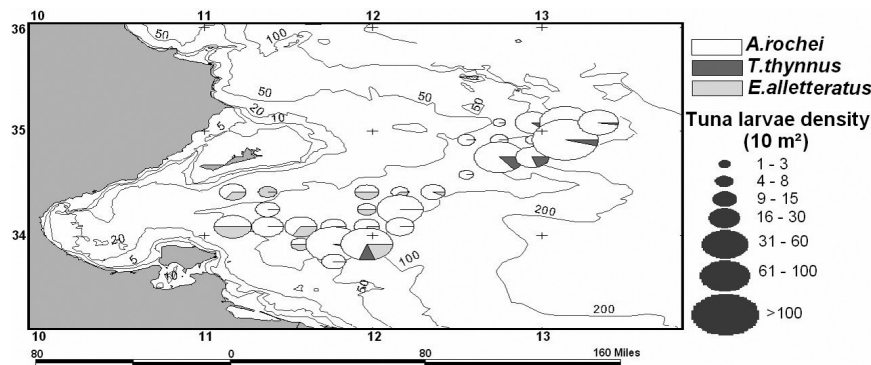 10 11 12 13
36
50
100
50
50
20
10
5
35
200
20
34
5
10
100
50
200
10 11 12 13
80 0 80 160 Miles
A.rochei
T.thynnus
E.alletteratus
Tuna larvae density
(10 m²)
1 - 3
4 - 8
9 - 15
16 - 30
31 - 60
61 - 100
>100